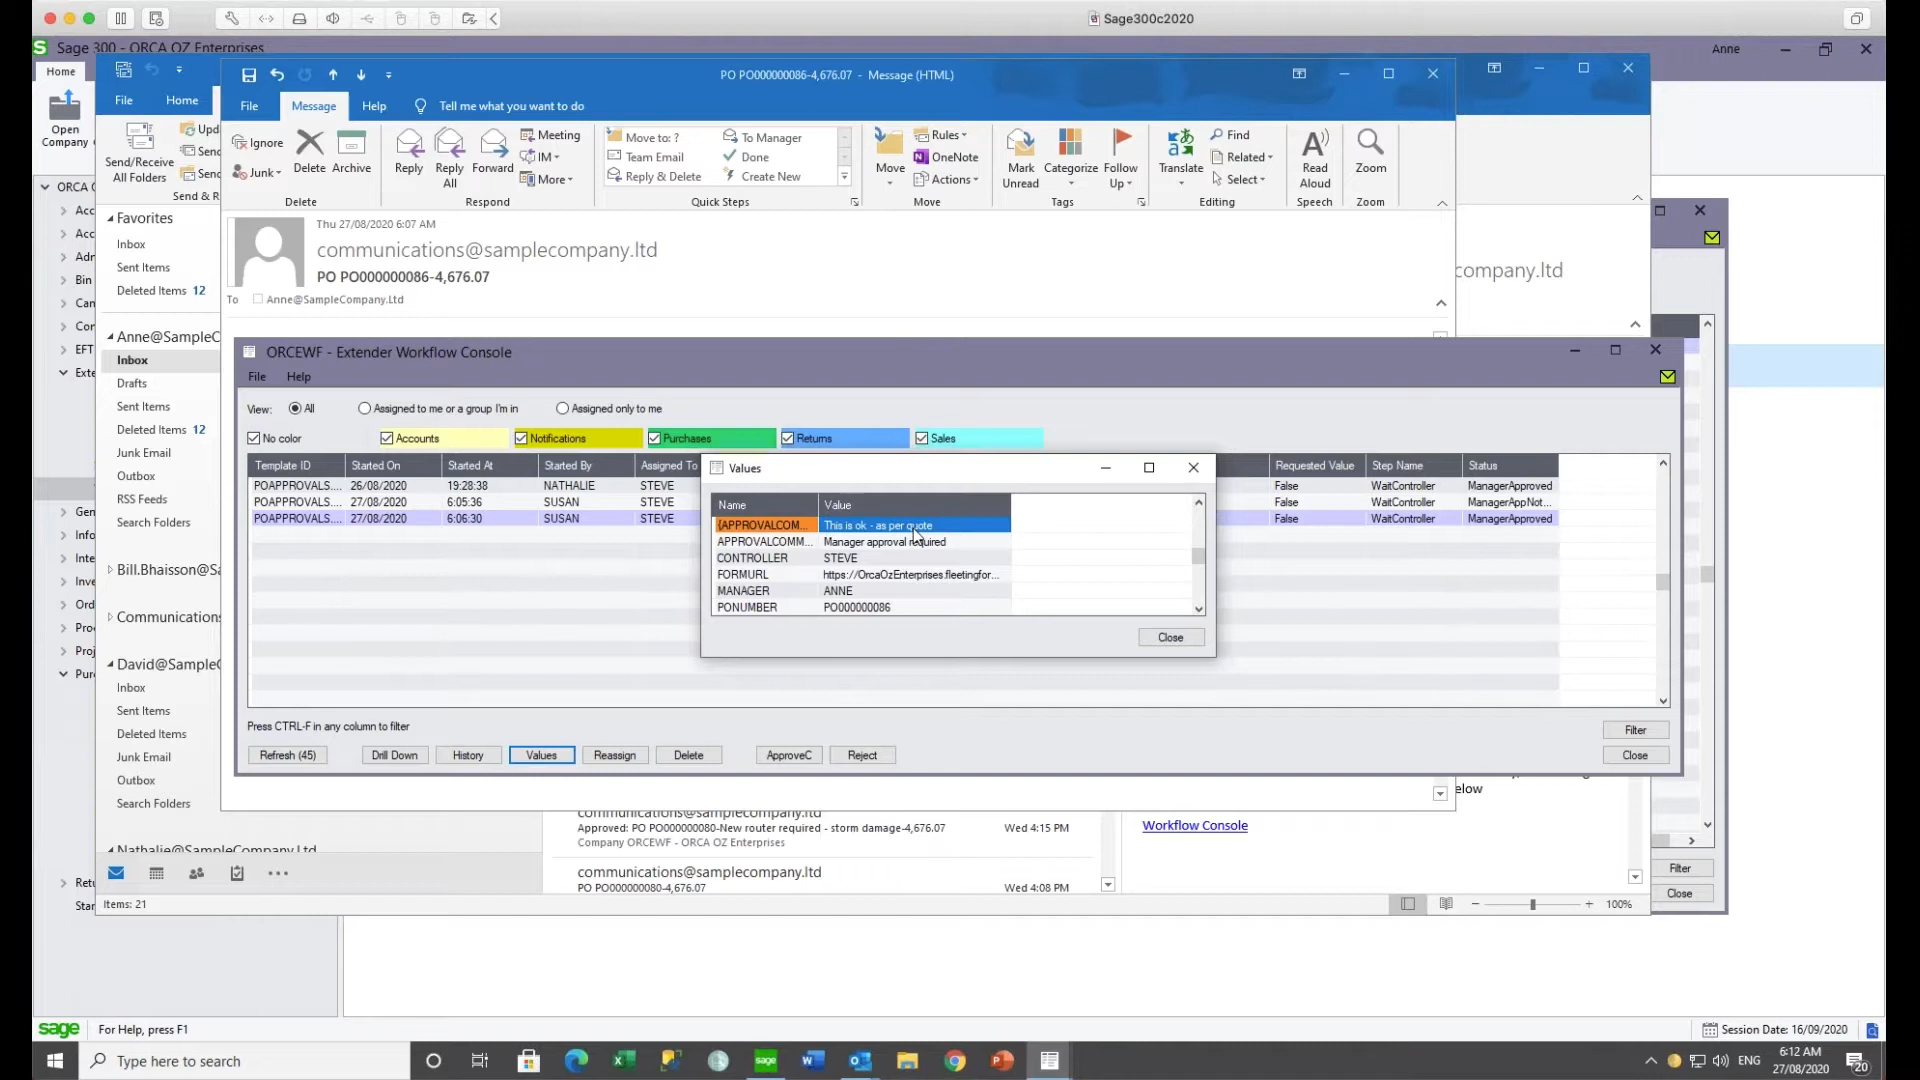 Sage300c2020
Sage 300 - ORCA OZ Enterprises
Anne
Home
File
Home
PO PO000000086-4,676.07 - Message (HTML)
File
Message
Help
Tell me what you want to do
Open
Company
Send/Receive
All Folders
Send & R
Ignore
Junk
Delete
Archive
Delete
Reply
Reply
All
Forward
Meeting
IM
More
Respond
Move to: ?
Team Email
Reply & Delete
To Manager
Done
Create New
Quick Steps
Move
Rules
OneNote
Actions
Move
Mark
Unread
Categorize
Follow
Up
Tags
Translate
Find
Related
Select
Editing
Read
Aloud
Speech
Zoom
Zoom
Thu 27/08/2020 6:07 AM
communications@samplecompany.ltd
PO PO000000086-4,676.07
To
Anne@SampleCompany.Ltd
company.ltd
ORCA
Favorites
Inbox
Sent Items
Deleted Items 12
Anne@SampleC
Inbox
Drafts
Sent Items
Deleted Items 12
Junk Email
Outbox
RSS Feeds
Search Folders
Bill.Bhaisson@Sa
Communications
David@SampleC
Inbox
Sent Items
Deleted Items
Junk Email
Outbox
Search Folders
Nathalie@SampleCompany.Ltd
Items: 21
ORCEWF - Extender Workflow Console
File
Help
View:
All
Assigned to me or a group I'm in
Assigned only to me
No color
Accounts
Notifications
Purchases
Returns
Sales
Template ID Started On Started At Started By Assigned To Requested Value Step Name Status
POAPPROVALS.... 26/08/2020 19:28:38 NATHALIE STEVE False WaitController ManagerApproved
POAPPROVALS.... 27/08/2020 6:05:36 SUSAN STEVE False WaitController ManagerAppNot...
POAPPROVALS.... 27/08/2020 6:06:30 SUSAN STEVE False WaitController ManagerApproved
Values
Name Value
{APPROVALCOM... This is ok - as per quote
APPROVALCOMM... Manager approval required
CONTROLLER STEVE
FORMURL https://OrcaOzEnterprises.fleetingfor...
MANAGER ANNE
PONUMBER PO000000086
Close
Press CTRL-F in any column to filter
Filter
Refresh (45)
Drill Down
History
Values
Reassign
Delete
ApproveC
Reject
Close
elow
communications@samplecompany.ltd
Approved: PO PO000000080-New router required - storm damage-4,676.07 Wed 4:15 PM
Company ORCEWF - ORCA OZ Enterprises
communications@samplecompany.ltd
PO PO000000080-4,676.07 Wed 4:08 PM
Workflow Console
Filter
Close
100%
sage
For Help, press F1
Session Date: 16/09/2020
Type here to search
sage
ENG
6:12 AM
27/08/2020
20